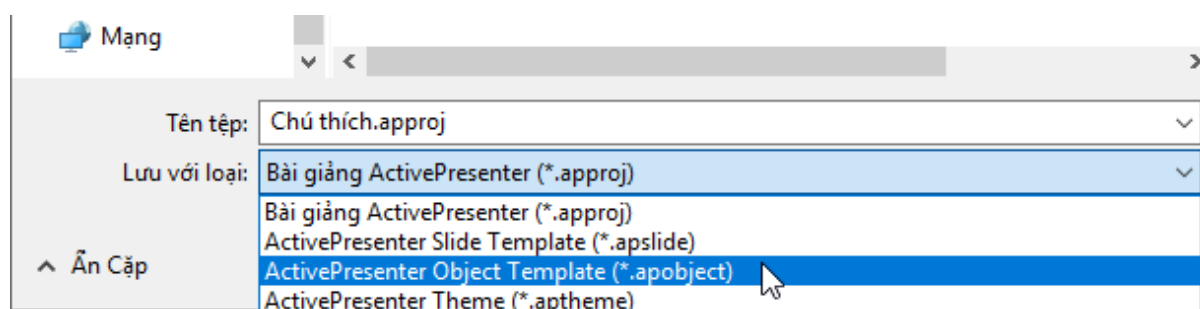 Mạng
Tên tệp: Chú thích.approj
Lưu với loại: Bài giảng ActivePresenter (*.approj)
Bài giảng ActivePresenter (*.approj)
ActivePresenter Slide Template (*.apslide)
Ẩn Cặp
ActivePresenter Object Template (*.apobject)
ActivePresenter Theme (*.aptheme)